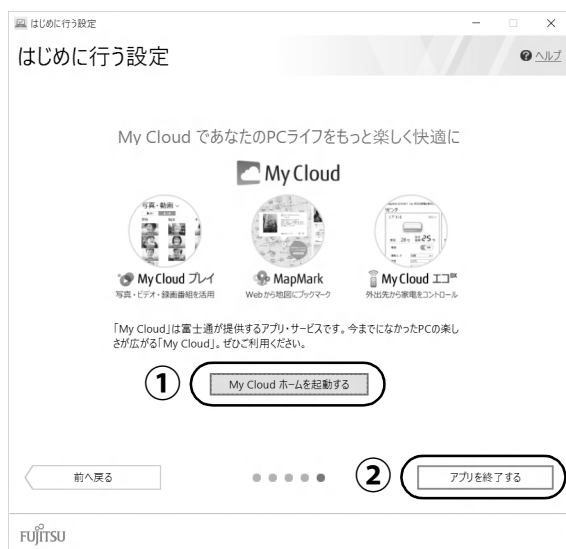 はじめに行う設定
はじめに行う設定
ヘルプ
My Cloud であなたのPCライフをもっと楽しく快適に
My Cloud
写真・動画
My Cloud プレイ
写真・ビデオ・録画番組を活用
MapMark
Webから地図にブックマーク
28℃ 25℃
My Cloud エコ
外出先から家電をコントロール
「My Cloud」は富士通が提供するアプリ・サービスです。今までになかったPCの楽し
さが広がる「My Cloud」。ぜひご利用ください。
① My Cloud ホームを起動する
前へ戻る
② アプリを終了する
FUJITSU